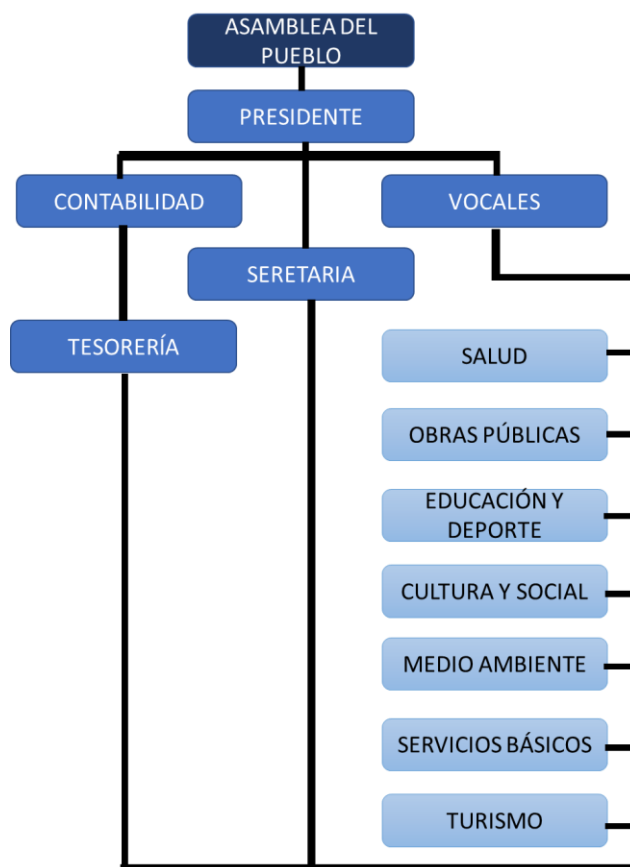 ASAMBLEA DEL
PUEBLO
PRESIDENTE
CONTABILIDAD
VOCALES
SERETARIA
TESORERÍA
SALUD
OBRAS PÚBLICAS
EDUCACIÓN Y
DEPORTE
CULTURA Y SOCIAL
MEDIO AMBIENTE
SERVICIOS BÁSICOS
TURISMO